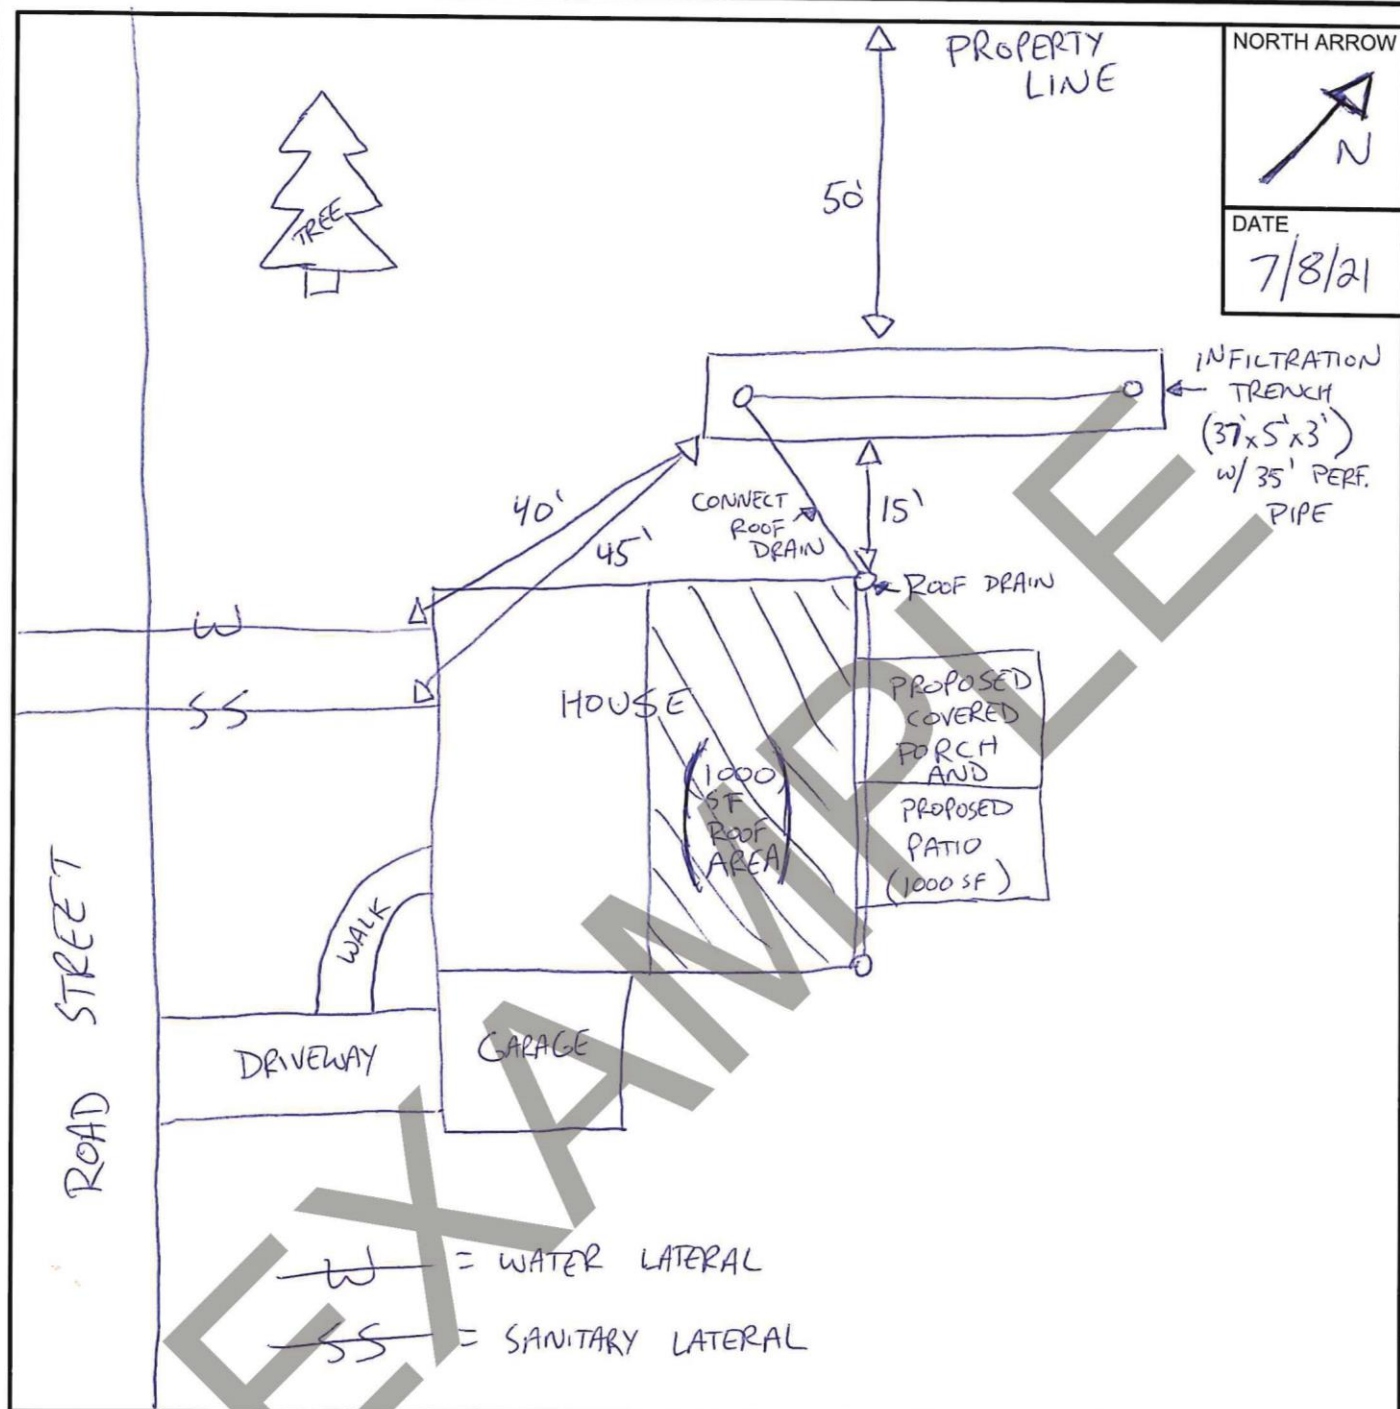 PROPERTY
LINE
NORTH ARROW
N
DATE
7/8/21
50'
TREE
INFILTRATION
TRENCH
(37'x5'x3')
W/ 35' PERF.
PIPE
40'
45'
CONNECT
ROOF
DRAIN
15'
ROOF DRAIN
W
SS
HOUSE
(1000
SF
ROOF
AREA)
PROPOSED
COVERED
PORCH
AND
PROPOSED
PATIO
(1000 SF)
WALK
DRIVEWAY
GARAGE
ROAD STREET
W = WATER LATERAL
SS = SANITARY LATERAL
EXAMPLE